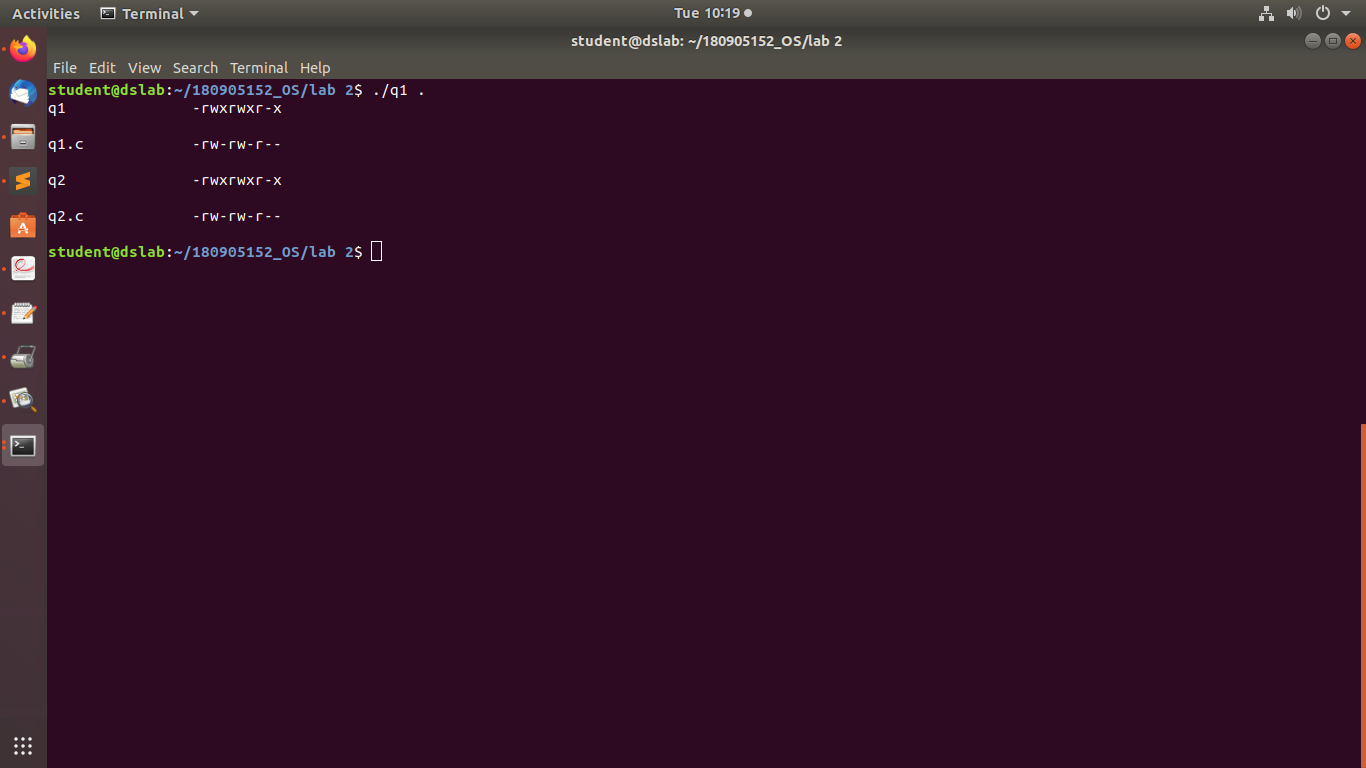 Activities Terminal Tue 10:19
student@dslab: ~/180905152_OS/lab 2
File Edit View Search Terminal Help
student@dslab:~/180905152_OS/lab 2$ ./q1 .
q1 -rwxrwxr-x
q1.c -rw-rw-r--
q2 -rwxrwxr-x
q2.c -rw-rw-r--
student@dslab:~/180905152_OS/lab 2$